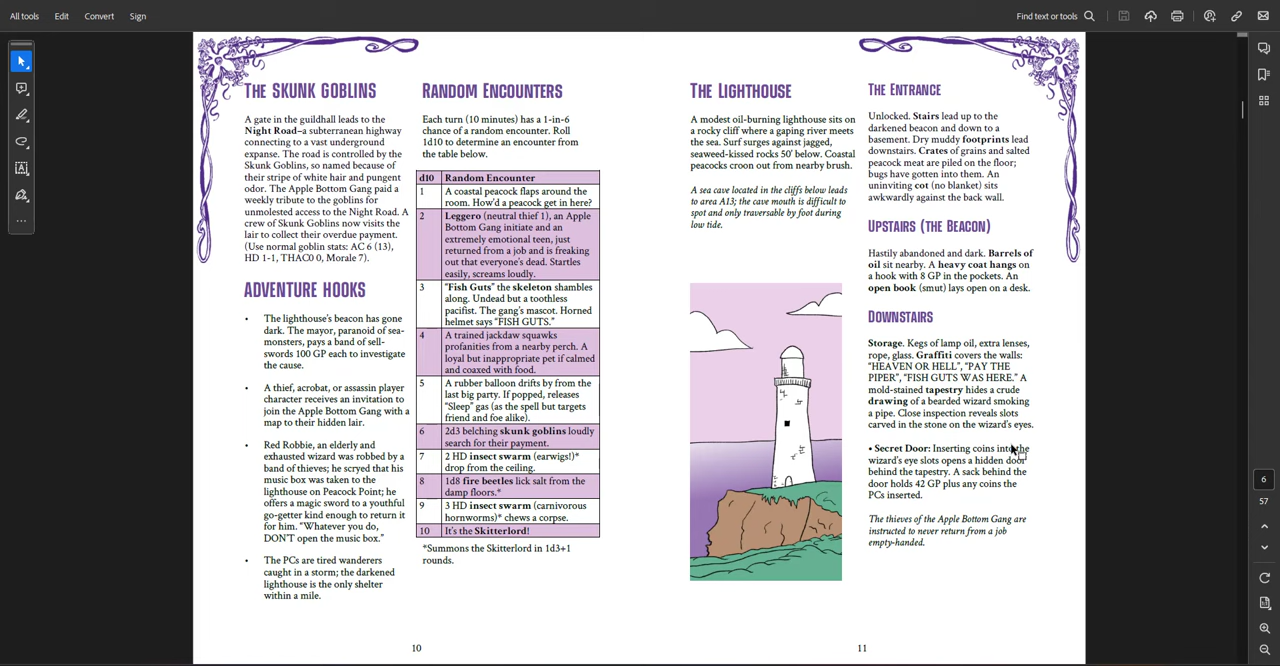 All tools
Edit
Convert
Sign
Find text or tools
THE SKUNK GOBLINS
A gate in the guildhall leads to the
Night Road–a subterranean highway
connecting to a vast underground
expanse. The road is controlled by the
Skunk Goblins, so named because of
their stripe of white hair and pungent
odor. The Apple Bottom Gang paid a
weekly tribute to the goblins for
unmolested access to the Night Road. A
crew of Skunk Goblins now visits the
lair to collect their overdue payment.
(Use normal goblin stats: AC 6 (13),
HD 1-1, THAC0 0, Morale 7).
ADVENTURE HOOKS
• The lighthouse's beacon has gone
dark. The mayor, paranoid of sea-
monsters, pays a band of sell-
swords 100 GP each to investigate
the cause.
• A thief, acrobat, or assassin player
character receives an invitation to
join the Apple Bottom Gang with a
map to their hidden lair.
• Red Robbie, an elderly and
exhausted wizard was robbed by a
band of thieves; he scryed that his
music box was taken to the
lighthouse on Peacock Point; he
offers a magic sword to a youthful
go-getter kind enough to return it
for him. "Whatever you do,
DON'T open the music box."
• The PCs are tired wanderers
caught in a storm; the darkened
lighthouse is the only shelter
within a mile.
RANDOM ENCOUNTERS
Each turn (10 minutes) has a 1-in-6
chance of a random encounter. Roll
1d10 to determine an encounter from
the table below.
d10 Random Encounter
1 A coastal peacock flaps around the
room. How'd a peacock get in here?
2 Leggero (neutral thief 1), an Apple
Bottom Gang initiate and an
extremely emotional teen, just
returned from a job and is freaking
out that everyone's dead. Startles
easily, screams loudly.
3 "Fish Guts" the skeleton shambles
along. Undead but a toothless
pacifist. The gang's mascot. Horned
helmet says "FISH GUTS."
4 A trained jackdaw squawks
profanities from a nearby perch. A
loyal but inappropriate pet if calmed
and coaxed with food.
5 A rubber balloon drifts by from the
last big party. If popped, releases
"Sleep" gas (as the spell but targets
friend and foe alike).
6 2d3 belching skunk goblins loudly
search for their payment.
7 2 HD insect swarm (earwigs!)*
drop from the ceiling.
8 1d8 fire beetles lick salt from the
damp floors.*
9 3 HD insect swarm (carnivorous
hornworms)* chews a corpse.
10 It's the Skitterlord!
*Summons the Skitterlord in 1d3+1
rounds.
10
THE LIGHTHOUSE
A modest oil-burning lighthouse sits on
a rocky cliff where a gaping river meets
the sea. Surf surges against jagged,
seaweed-kissed rocks 50' below. Coastal
peacocks croon out from nearby brush.
A sea cave located in the cliffs below leads
to area A13; the cave mouth is difficult to
spot and only traversable by foot during
low tide.
THE ENTRANCE
Unlocked. Stairs lead up to the
darkened beacon and down to a
basement. Dry muddy footprints lead
downstairs. Crates of grains and salted
peacock meat are piled on the floor;
bugs have gotten into them. An
uninviting cot (no blanket) sits
awkwardly against the back wall.
UPSTAIRS (THE BEACON)
Hastily abandoned and dark. Barrels of
oil sit nearby. A heavy coat hangs on
a hook with 8 GP in the pockets. An
open book (smut) lays open on a desk.
DOWNSTAIRS
Storage. Kegs of lamp oil, extra lenses,
rope, glass. Graffiti covers the walls:
"HEAVEN OR HELL", "PAY THE
PIPER", "FISH GUTS WAS HERE." A
mold-stained tapestry hides a crude
drawing of a bearded wizard smoking
a pipe. Close inspection reveals slots
carved in the stone on the wizard's eyes.
• Secret Door: Inserting coins into the
wizard's eye slots opens a hidden door
behind the tapestry. A sack behind the
door holds 42 GP plus any coins the
PCs inserted.
The thieves of the Apple Bottom Gang are
instructed to never return from a job
empty-handed.
11
6
57